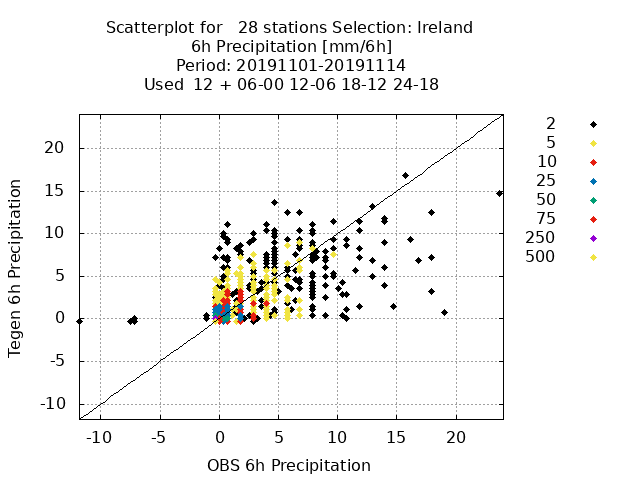 Scatterplot for   28 stations Selection: Ireland
6h Precipitation [mm/6h]
Period: 20191101-20191114
Used  12 + 06-00 12-06 18-12 24-18
2
5
10
25
50
75
250
500
20
15
10
5
0
-5
-10
Tegen 6h Precipitation
-10 -5 0 5 10 15 20
OBS 6h Precipitation